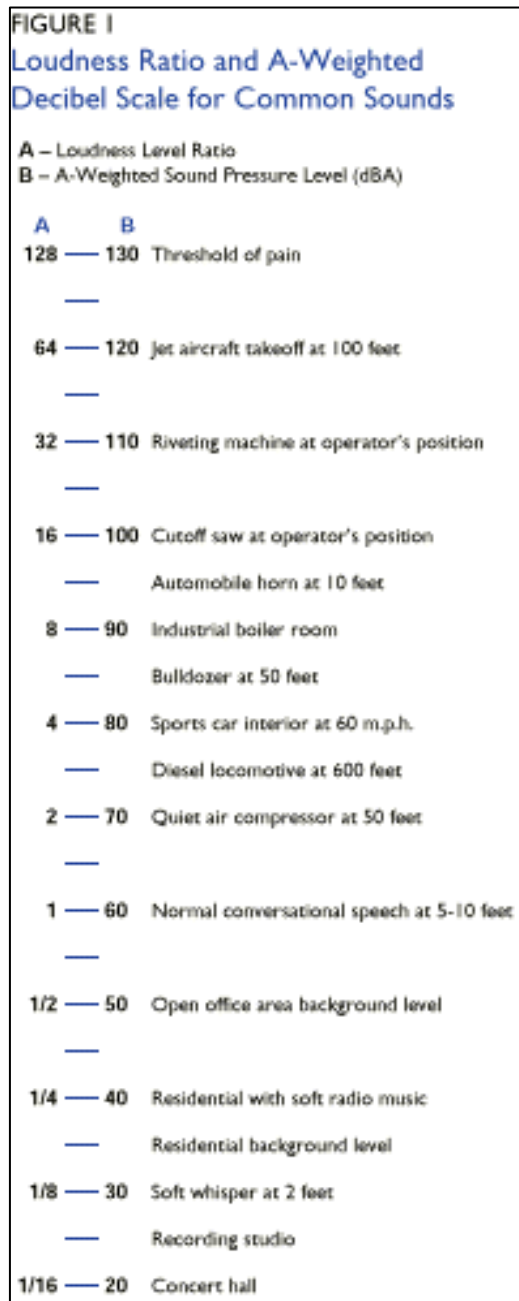 FIGURE 1
Loudness Ratio and A-Weighted
Decibel Scale for Common Sounds
A – Loudness Level Ratio
B – A-Weighted Sound Pressure Level (dBA)
A B
128 — 130 Threshold of pain
64 — 120 Jet aircraft takeoff at 100 feet
32 — 110 Riveting machine at operator's position
16 — 100 Cutoff saw at operator's position
Automobile horn at 10 feet
8 — 90 Industrial boiler room
Bulldozer at 50 feet
4 — 80 Sports car interior at 60 m.p.h.
Diesel locomotive at 600 feet
2 — 70 Quiet air compressor at 50 feet
1 — 60 Normal conversational speech at 5-10 feet
1/2 — 50 Open office area background level
1/4 — 40 Residential with soft radio music
Residential background level
1/8 — 30 Soft whisper at 2 feet
Recording studio
1/16 — 20 Concert hall